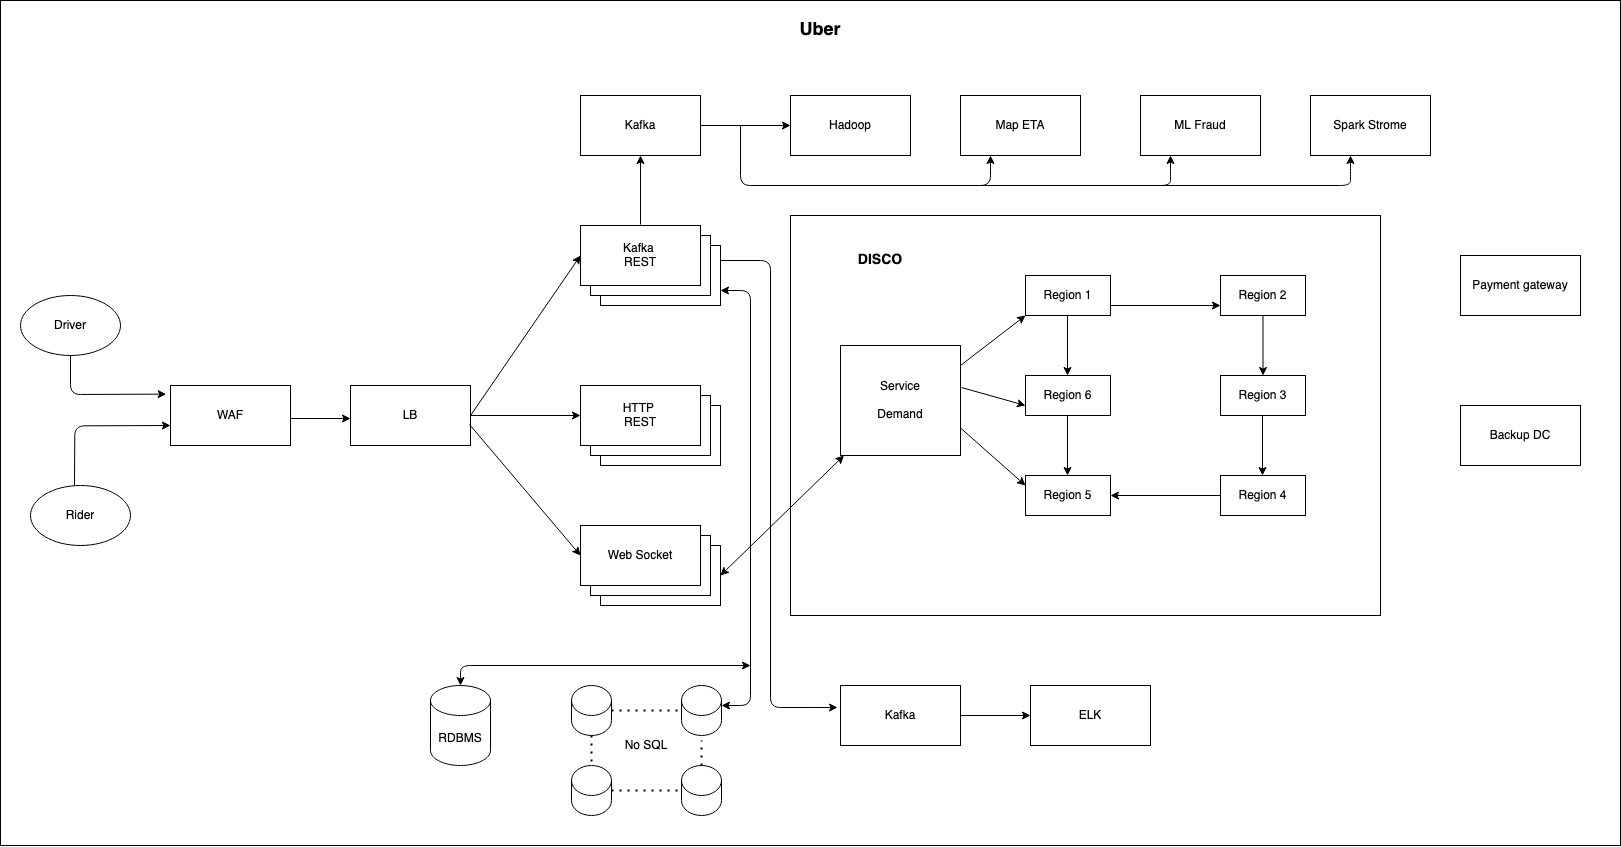 Uber
Kafka
Hadoop
Map ETA
ML Fraud
Spark Strome
Kafka
REST
DISCO
Payment gateway
Region 1
Region 2
Driver
Service
Demand
Region 6
Region 3
WAF
LB
HTTP
REST
Backup DC
Region 5
Region 4
Rider
Web Socket
RDBMS
No SQL
Kafka
ELK